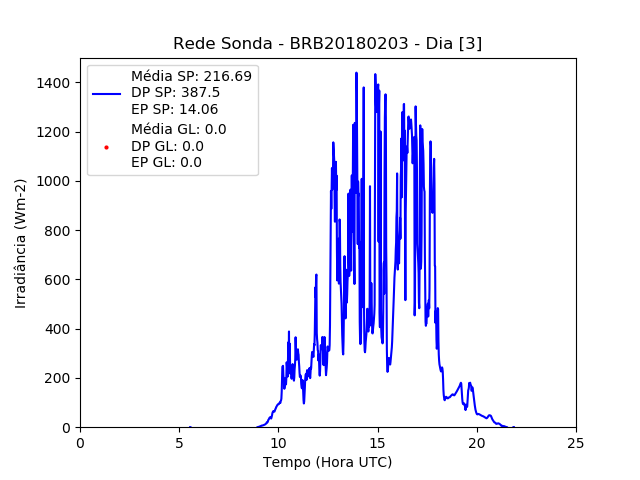 Rede Sonda - BRB20180203 - Dia [3]
Média SP: 216.69
DP SP: 387.5
EP SP: 14.06
Média GL: 0.0
DP GL: 0.0
EP GL: 0.0
Irradiância (Wm-2)
1400
1200
1000
800
600
400
200
0
0 5 10 15 20 25
Tempo (Hora UTC)